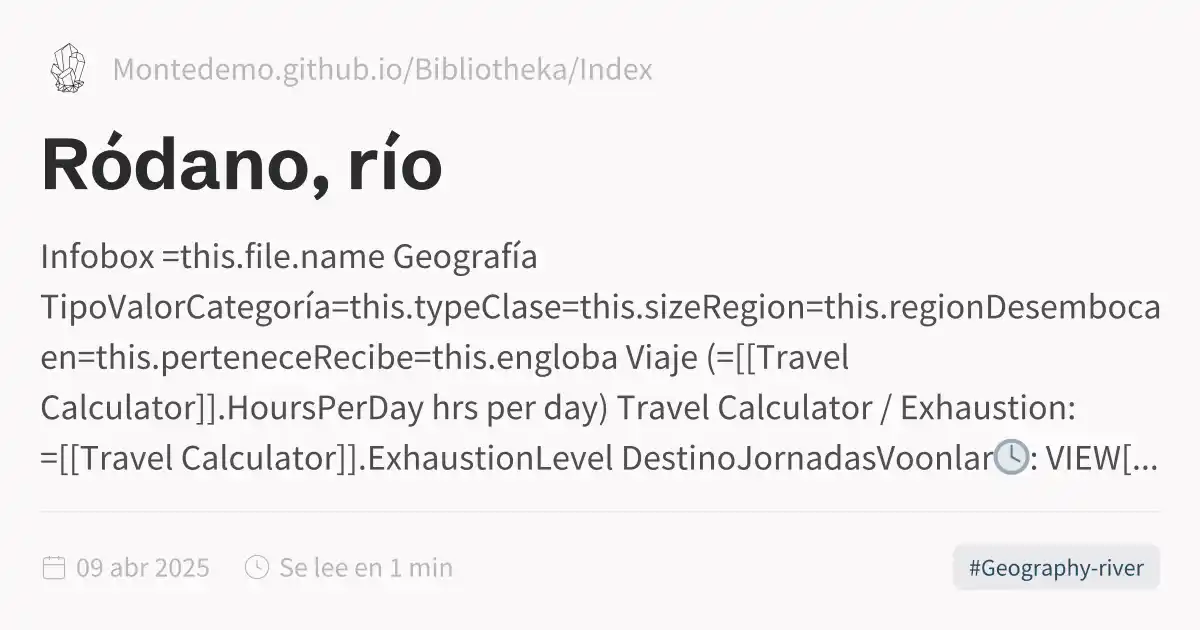 Montedemo.github.io/Bibliotheka/Index
Ródano, río
Infobox =this.file.name Geografía
TipoValorCategoría=this.typeClase=this.sizeRegion=this.regionDesemboca
en=this.perteneceRecibe=this.engloba Viaje (=[[Travel
Calculator]].HoursPerDay hrs per day) Travel Calculator / Exhaustion:
=[[Travel Calculator]].ExhaustionLevel DestinoJornadasVoonlar🕓: VIEW[...
09 abr 2025 Se lee en 1 min #Geography-river